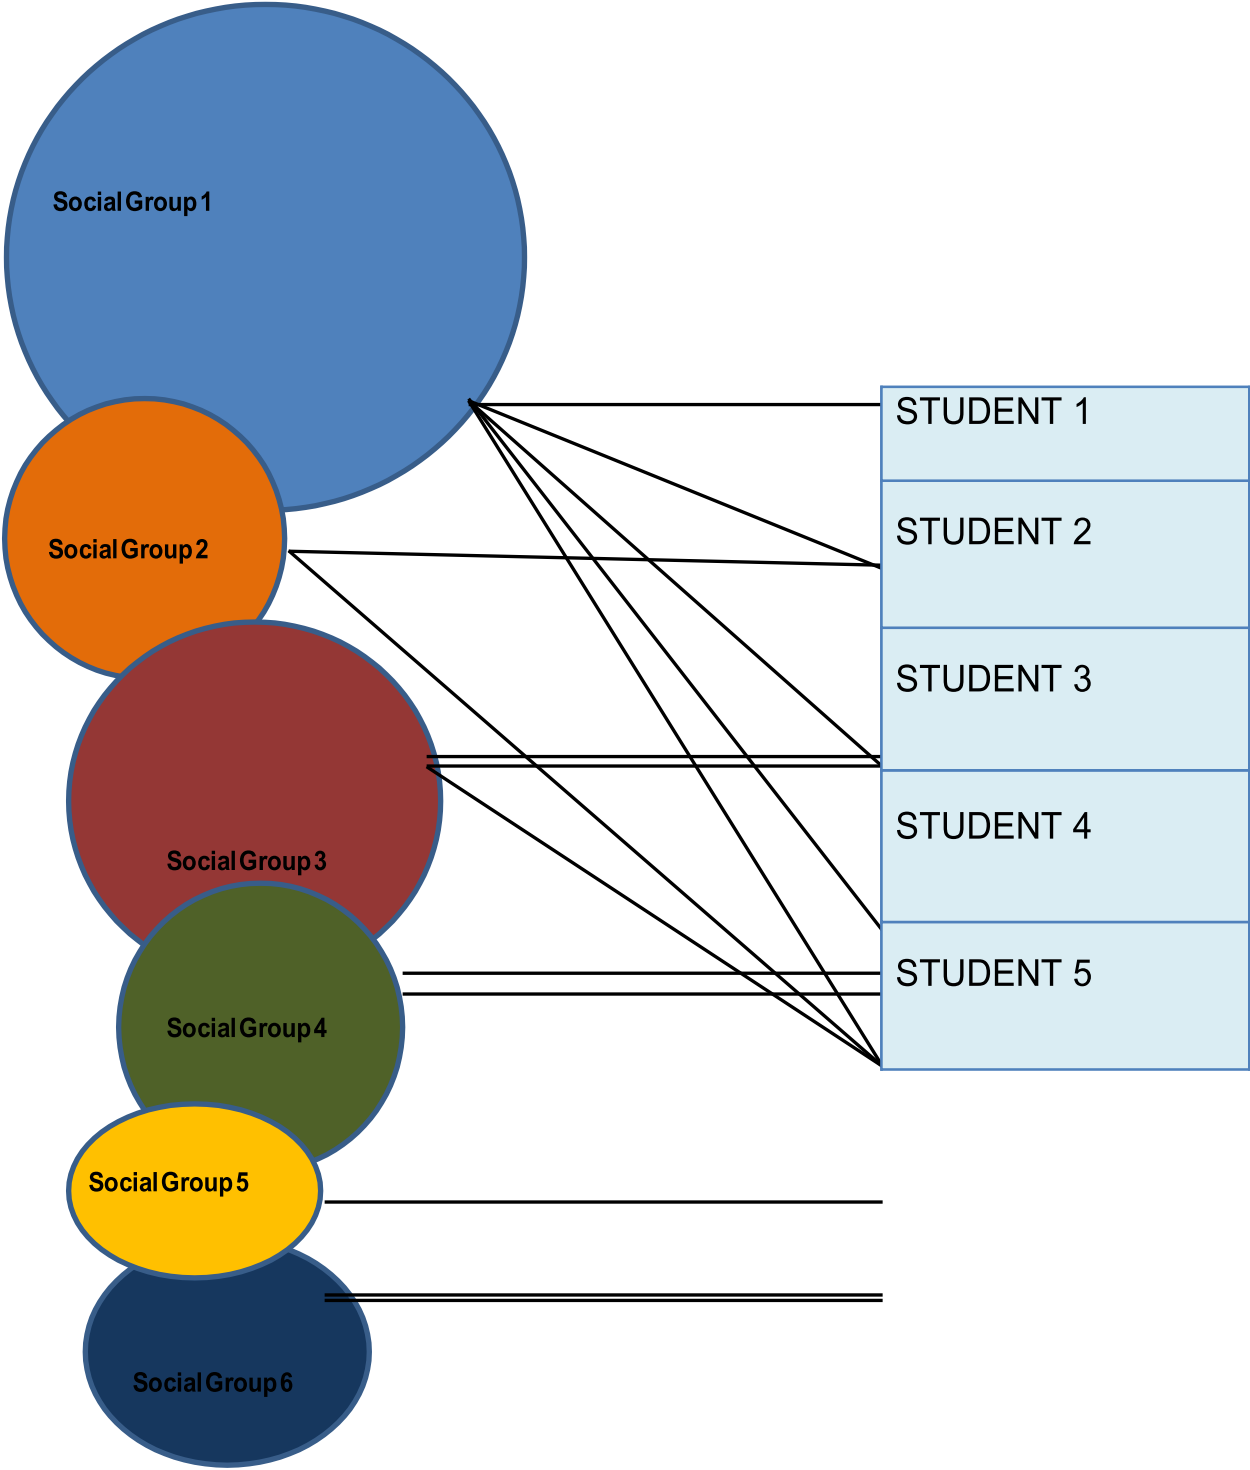 Social Group 1
STUDENT 1
STUDENT 2
Social Group 2
STUDENT 3
STUDENT 4
Social Group 3
STUDENT 5
Social Group 4
Social Group 5
Social Group 6